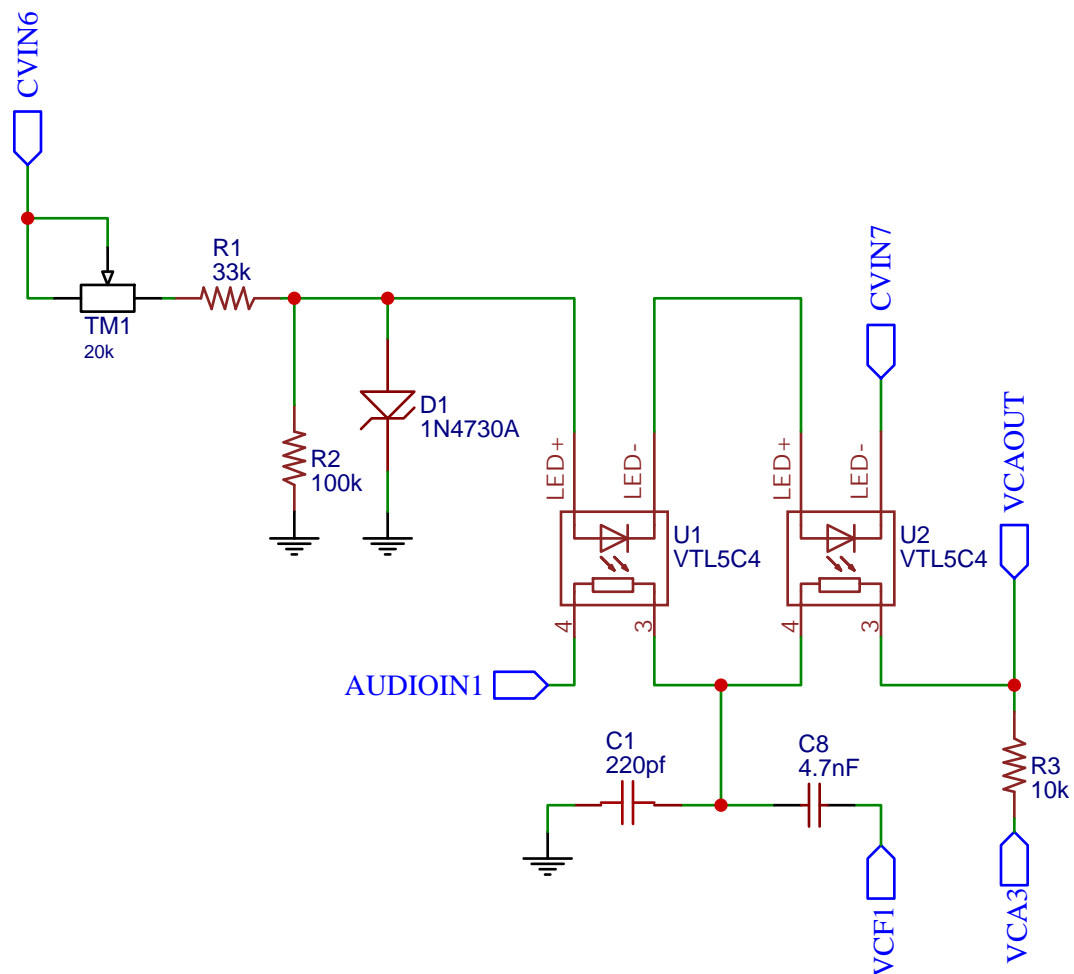 CVIN6
R1
33k
TM1
20k
R2
100k
D1
1N4730A
CVIN7
VCAOUT
LED+
LED-
LED+
LED-
U1
VTL5C4
U2
VTL5C4
4
3
4
3
AUDIOIN1
C1
220pf
C8
4.7nF
R3
10k
VCF1
VCA3